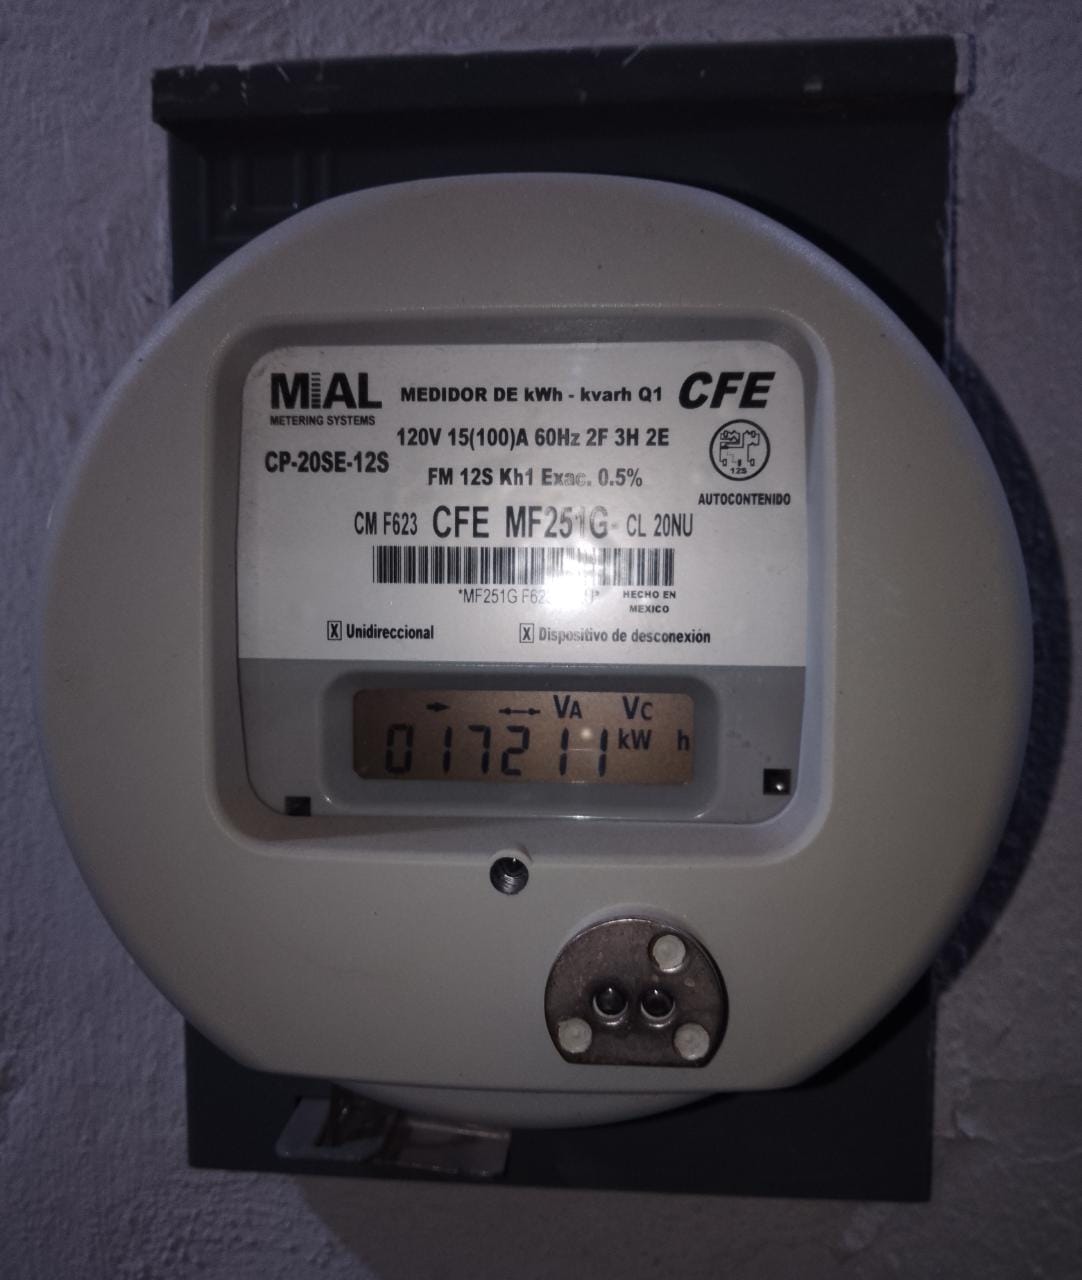 MIAL
METERING SYSTEMS
MEDIDOR DE kWh - kvarh Q1
CFE
120V 15(100)A 60Hz 2F 3H 2E
CP-20SE-12S
FM 12S Kh1 Exac. 0.5%
12S
AUTOCONTENIDO
CM F623 CFE MF251G- CL 20NU
*MF251G
HECHO EN
MEXICO
X Unidireccional
X Dispositivo de desconexión
VA VC
017211 kW h